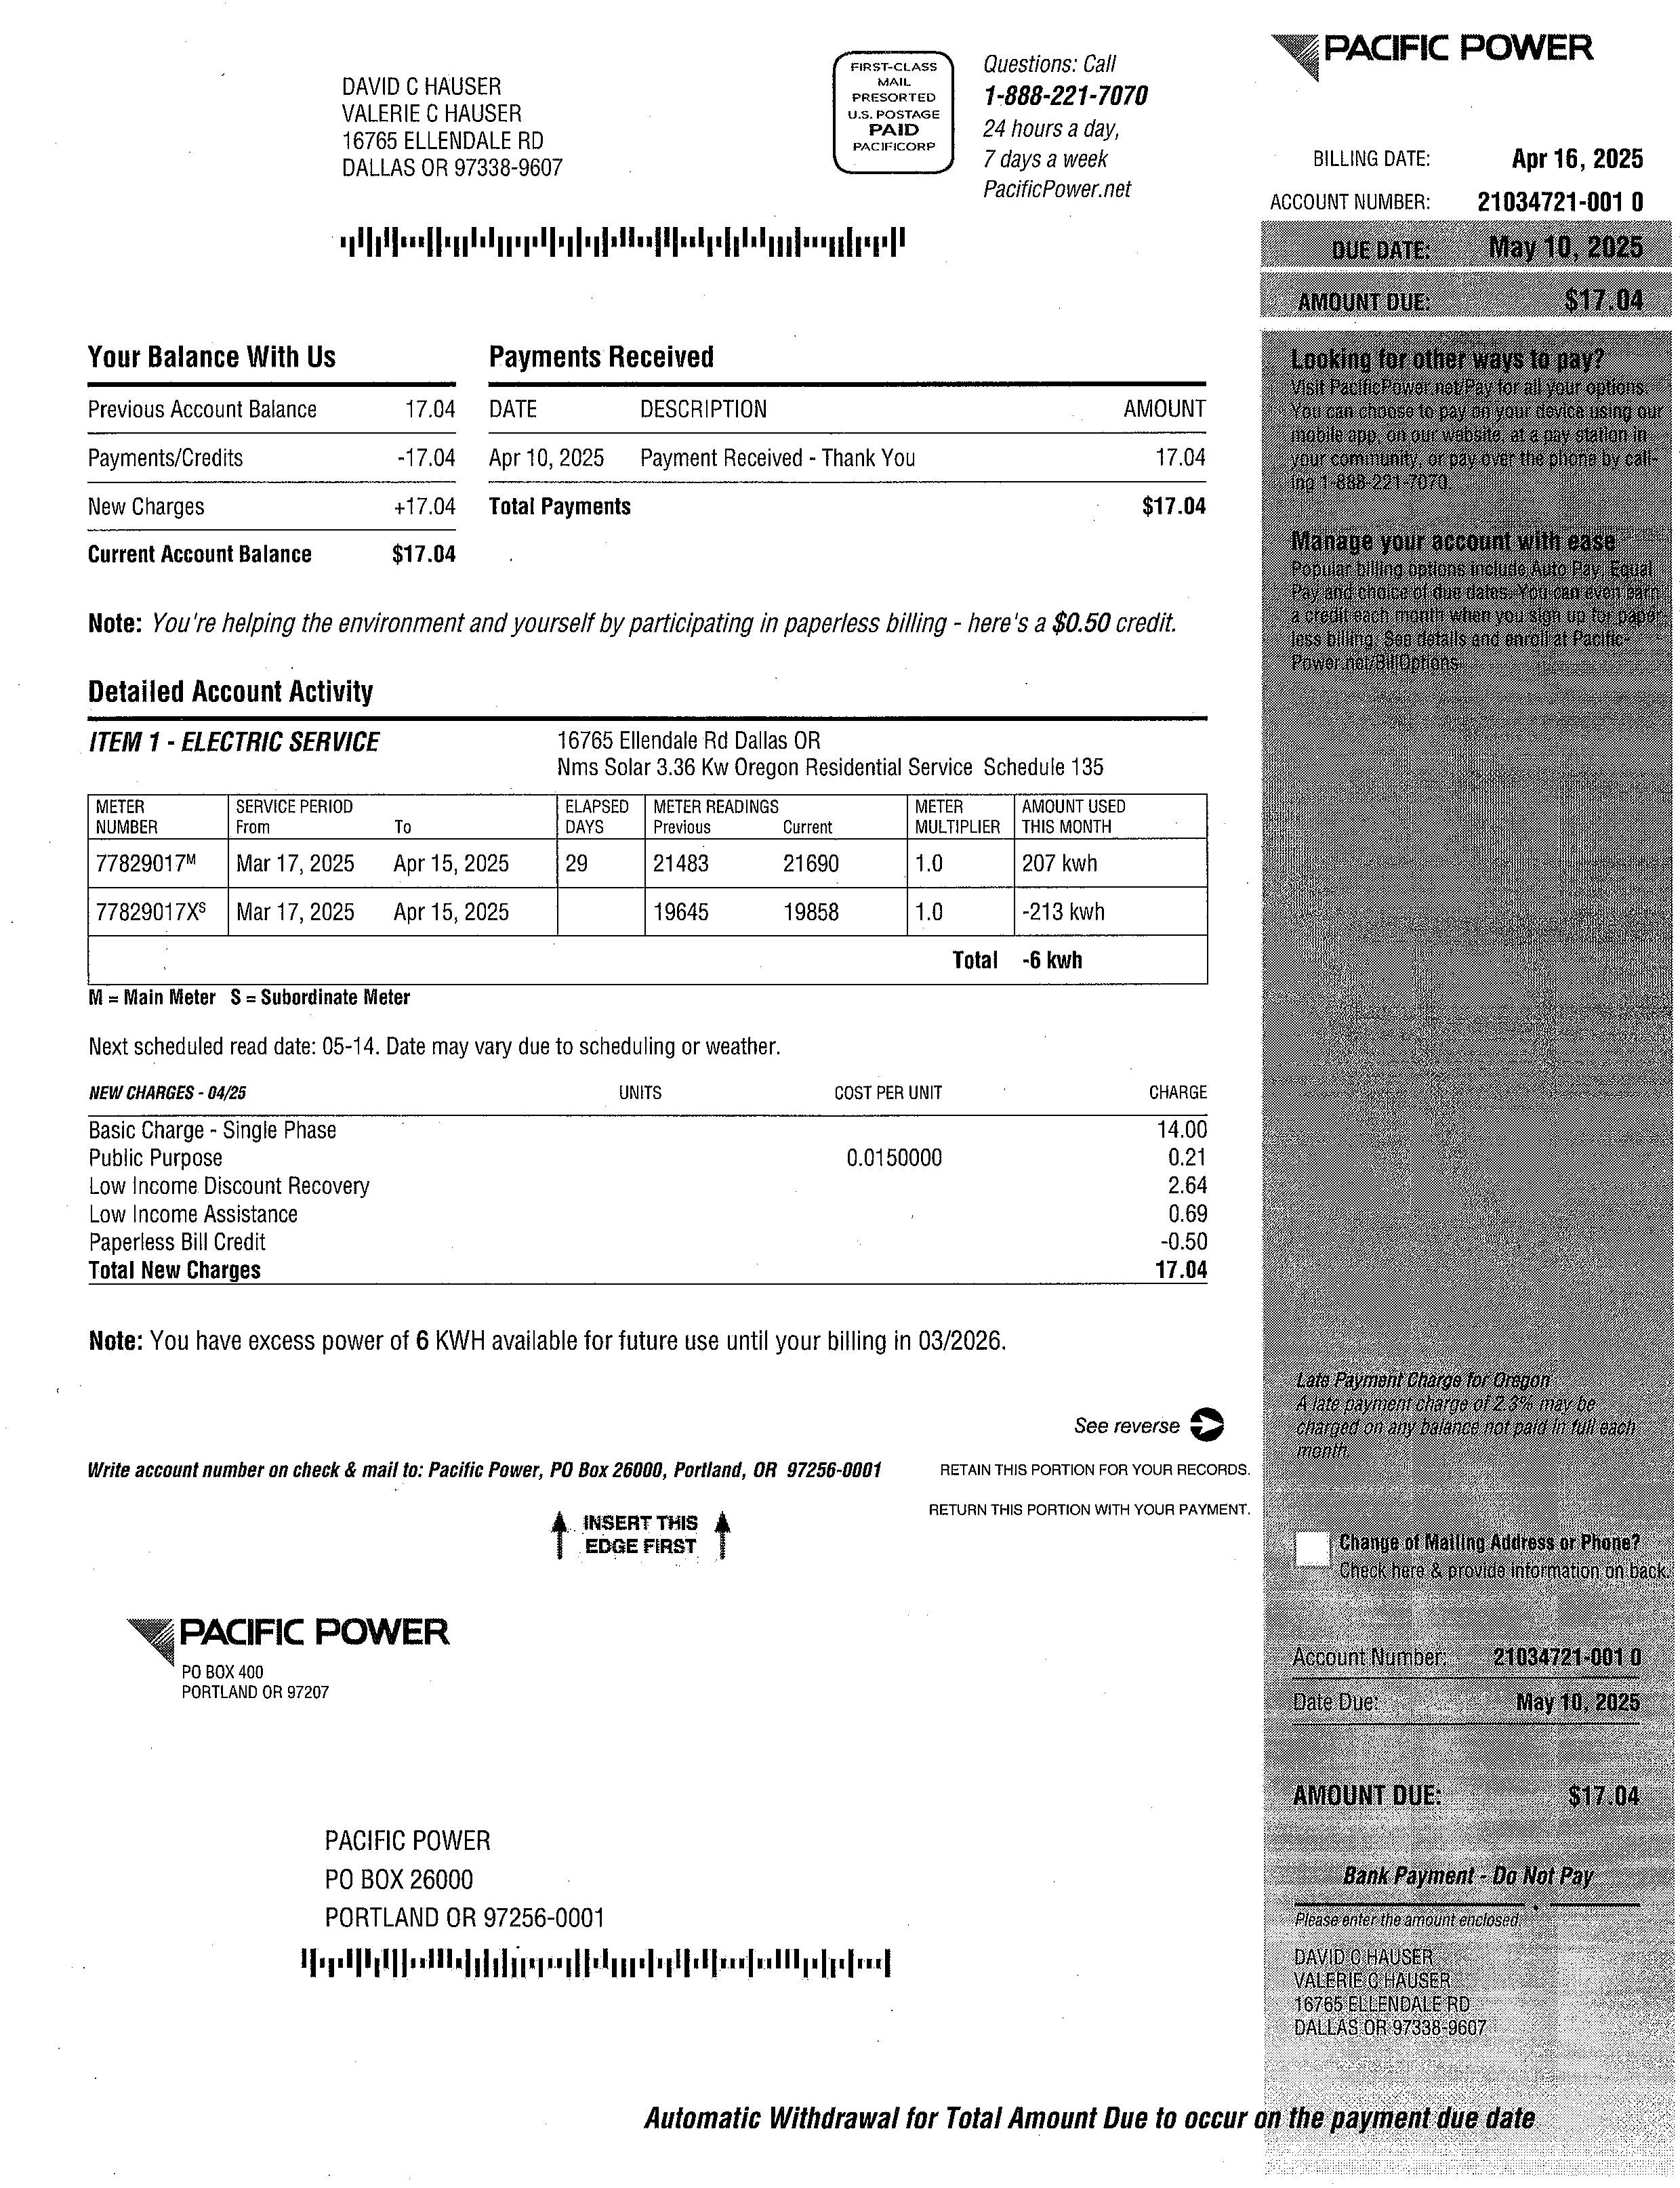 PACIFIC POWER
DAVID C HAUSER
VALERIE C HAUSER
16765 ELLENDALE RD
DALLAS OR 97338-9607
FIRST-CLASS
MAIL
PRESORTED
U.S. POSTAGE
PAID
PACIFICORP
Questions: Call
1-888-221-7070
24 hours a day,
7 days a week
PacificPower.net
BILLING DATE: Apr 16, 2025
ACCOUNT NUMBER: 21034721-001 0
DUE DATE: May 10, 2025
AMOUNT DUE: $17.04
Your Balance With Us
Previous Account Balance 17.04
Payments/Credits -17.04
New Charges +17.04
Current Account Balance $17.04
Payments Received
DATE DESCRIPTION AMOUNT
Apr 10, 2025 Payment Received - Thank You 17.04
Total Payments $17.04
Looking for other ways to pay?
Visit PacificPower.net/Pay for all your options.
You can choose to pay on your device using our
mobile app, on our website, at a pay station in
your community, or pay over the phone by call-
ing 1-888-221-7070.
Manage your account with ease
Popular billing options include Auto Pay, Equal
Pay and choice of due dates. You can even earn
a credit each month when you sign up for paper-
less billing. See details and enroll at Pacific-
Power.net/BillOptions
Note: You're helping the environment and yourself by participating in paperless billing - here's a $0.50 credit.
Detailed Account Activity
ITEM 1 - ELECTRIC SERVICE
16765 Ellendale Rd Dallas OR
Nms Solar 3.36 Kw Oregon Residential Service Schedule 135
METER SERVICE PERIOD ELAPSED METER READINGS METER AMOUNT USED
NUMBER From To DAYS Previous Current MULTIPLIER THIS MONTH
77829017M Mar 17, 2025 Apr 15, 2025 29 21483 21690 1.0 207 kwh
77829017XS Mar 17, 2025 Apr 15, 2025 19645 19858 1.0 -213 kwh
Total -6 kwh
M = Main Meter S = Subordinate Meter
Next scheduled read date: 05-14. Date may vary due to scheduling or weather.
NEW CHARGES - 04/25 UNITS COST PER UNIT CHARGE
Basic Charge - Single Phase 14.00
Public Purpose 0.0150000 0.21
Low Income Discount Recovery 2.64
Low Income Assistance 0.69
Paperless Bill Credit -0.50
Total New Charges 17.04
Note: You have excess power of 6 KWH available for future use until your billing in 03/2026.
Late Payment Charge for Oregon
A late payment charge of 2.3% may be
charged on any balance not paid in full each
month.
See reverse
Write account number on check & mail to: Pacific Power, PO Box 26000, Portland, OR 97256-0001
RETAIN THIS PORTION FOR YOUR RECORDS.
RETURN THIS PORTION WITH YOUR PAYMENT.
INSERT THIS
EDGE FIRST
Change of Mailing Address or Phone?
Check here & provide information on back.
PACIFIC POWER
PO BOX 400
PORTLAND OR 97207
Account Number: 21034721-001 0
Date Due: May 10, 2025
AMOUNT DUE: $17.04
PACIFIC POWER
PO BOX 26000
PORTLAND OR 97256-0001
Bank Payment - Do Not Pay
Please enter the amount enclosed.
DAVID C HAUSER
VALERIE C HAUSER
16765 ELLENDALE RD
DALLAS OR 97338-9607
Automatic Withdrawal for Total Amount Due to occur on the payment due date